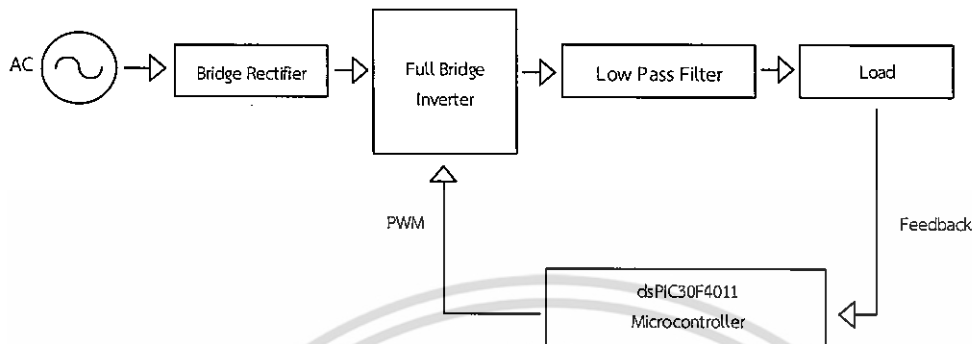 AC
Bridge Rectifier
Full Bridge
Inverter
Low Pass Filter
Load
PWM
Feedback
dsPIC30F4011
Microcontroller